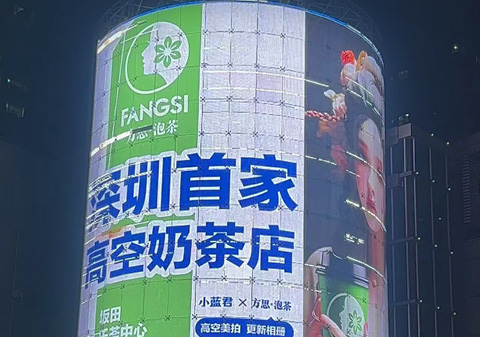 FANGSI
方思·泡茶
深圳首家
高空奶茶店
小蓝君 × 方思·泡茶
高空美拍 更新相册
坂田